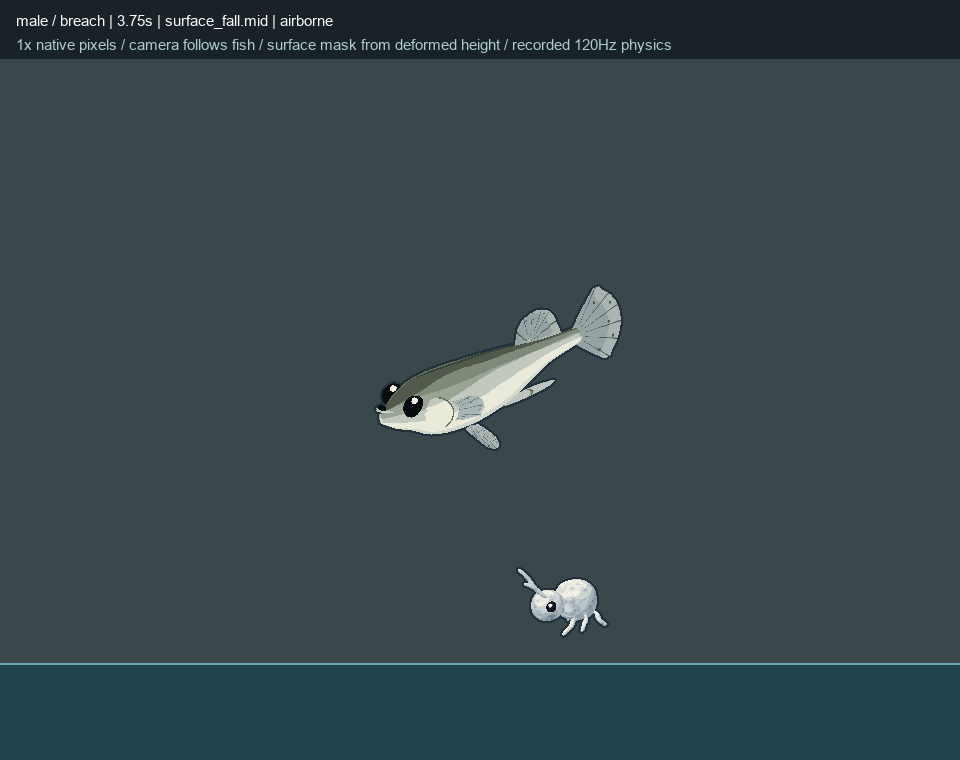 male / breach | 3.75s | surface_fall.mid | airborne
1x native pixels / camera follows fish / surface mask from deformed height / recorded 120Hz physics